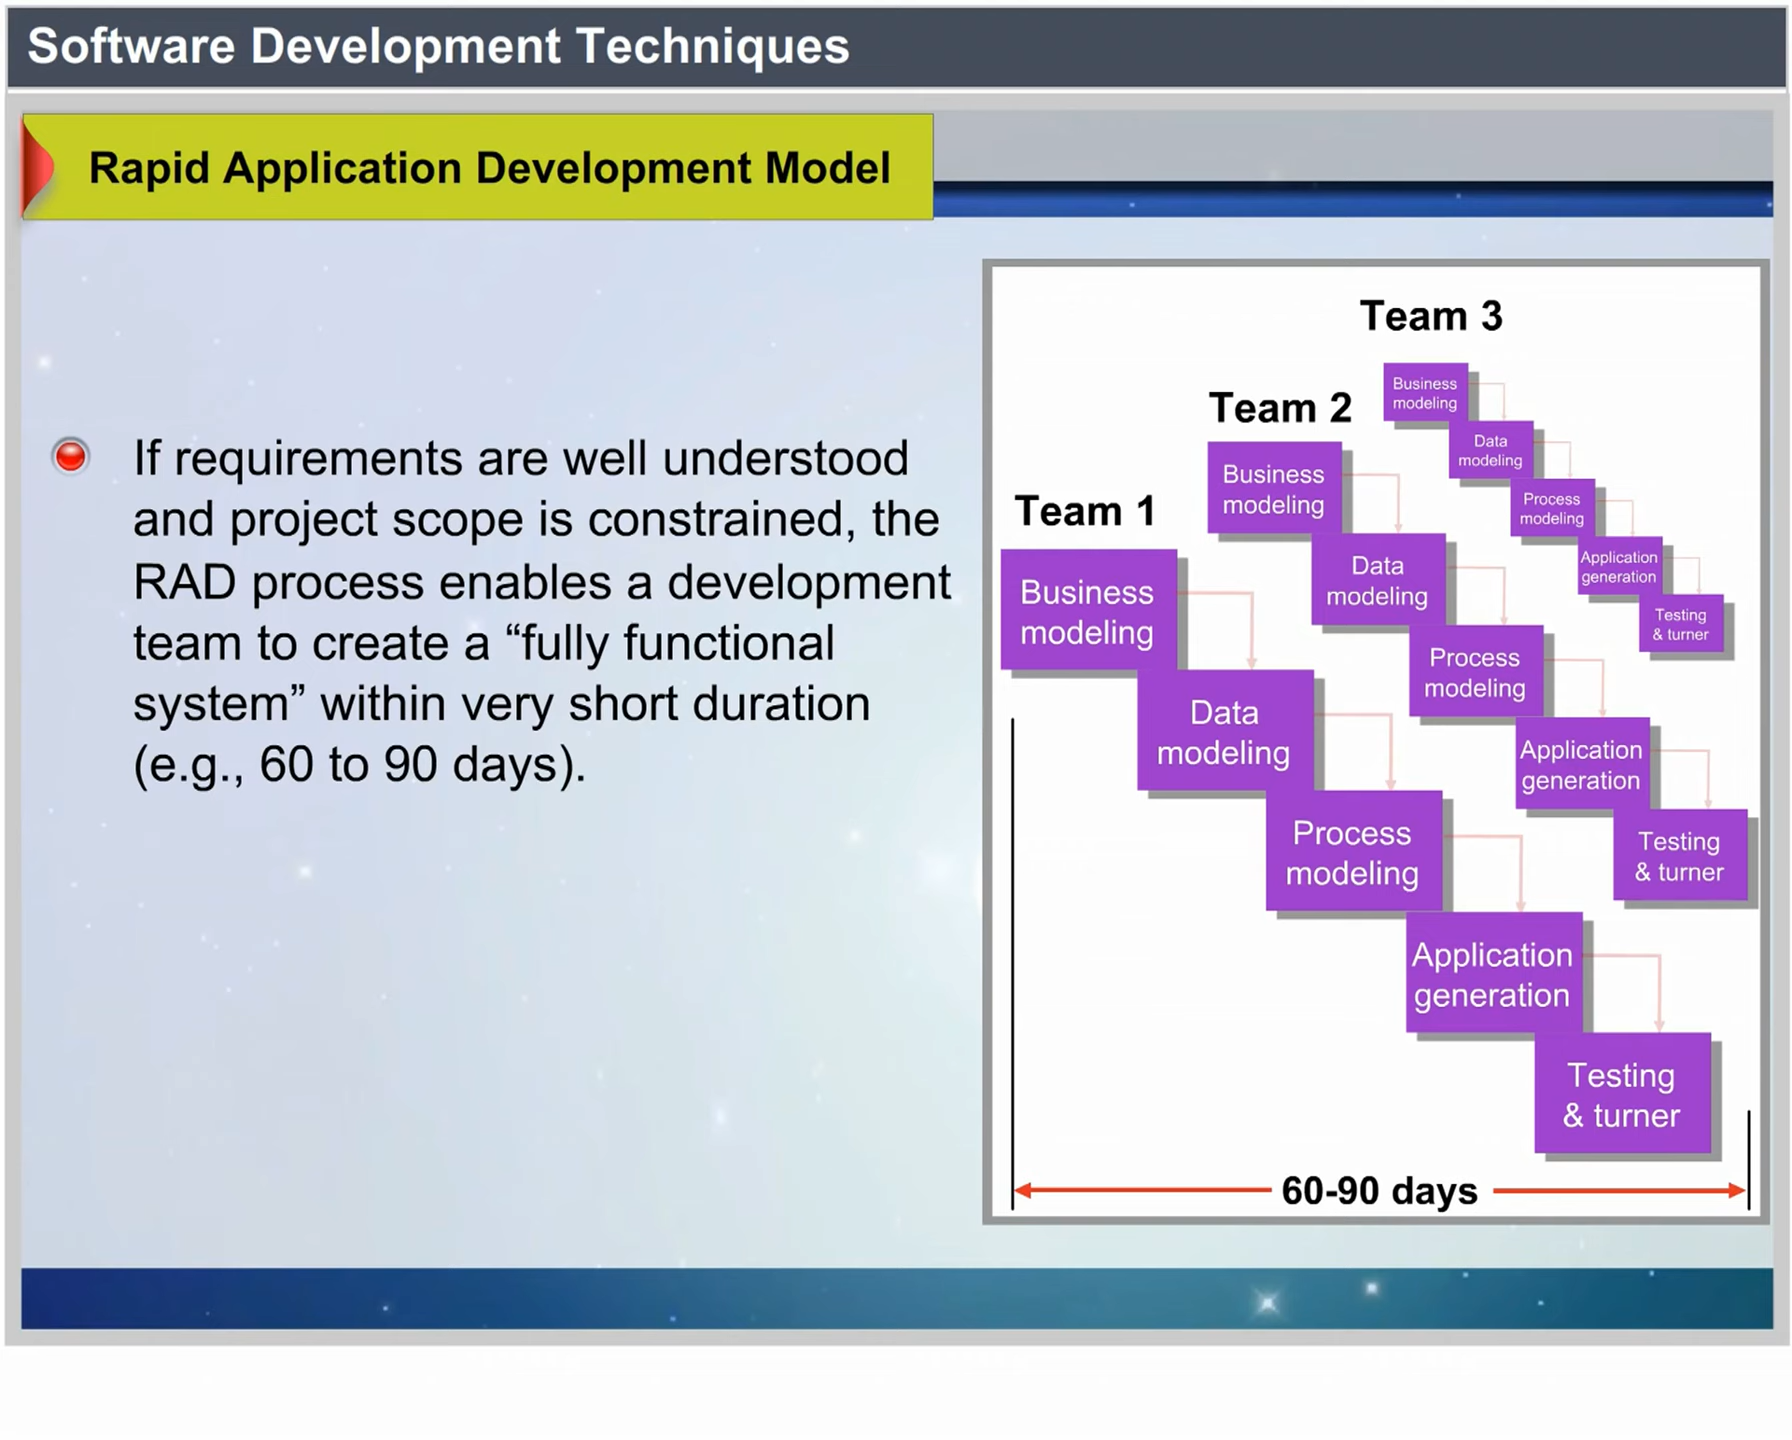 Software Development Techniques
Rapid Application Development Model
If requirements are well understood
and project scope is constrained, the
RAD process enables a development
team to create a “fully functional
system” within very short duration
(e.g., 60 to 90 days).
Team 1
Business
modeling
Data
modeling
Process
modeling
Application
generation
Testing
& turner
Team 2
Business
modeling
Data
modeling
Process
modeling
Application
generation
Testing
& turner
Team 3
Business
modeling
Data
modeling
Process
modeling
Application
generation
Testing
& turner
60-90 days